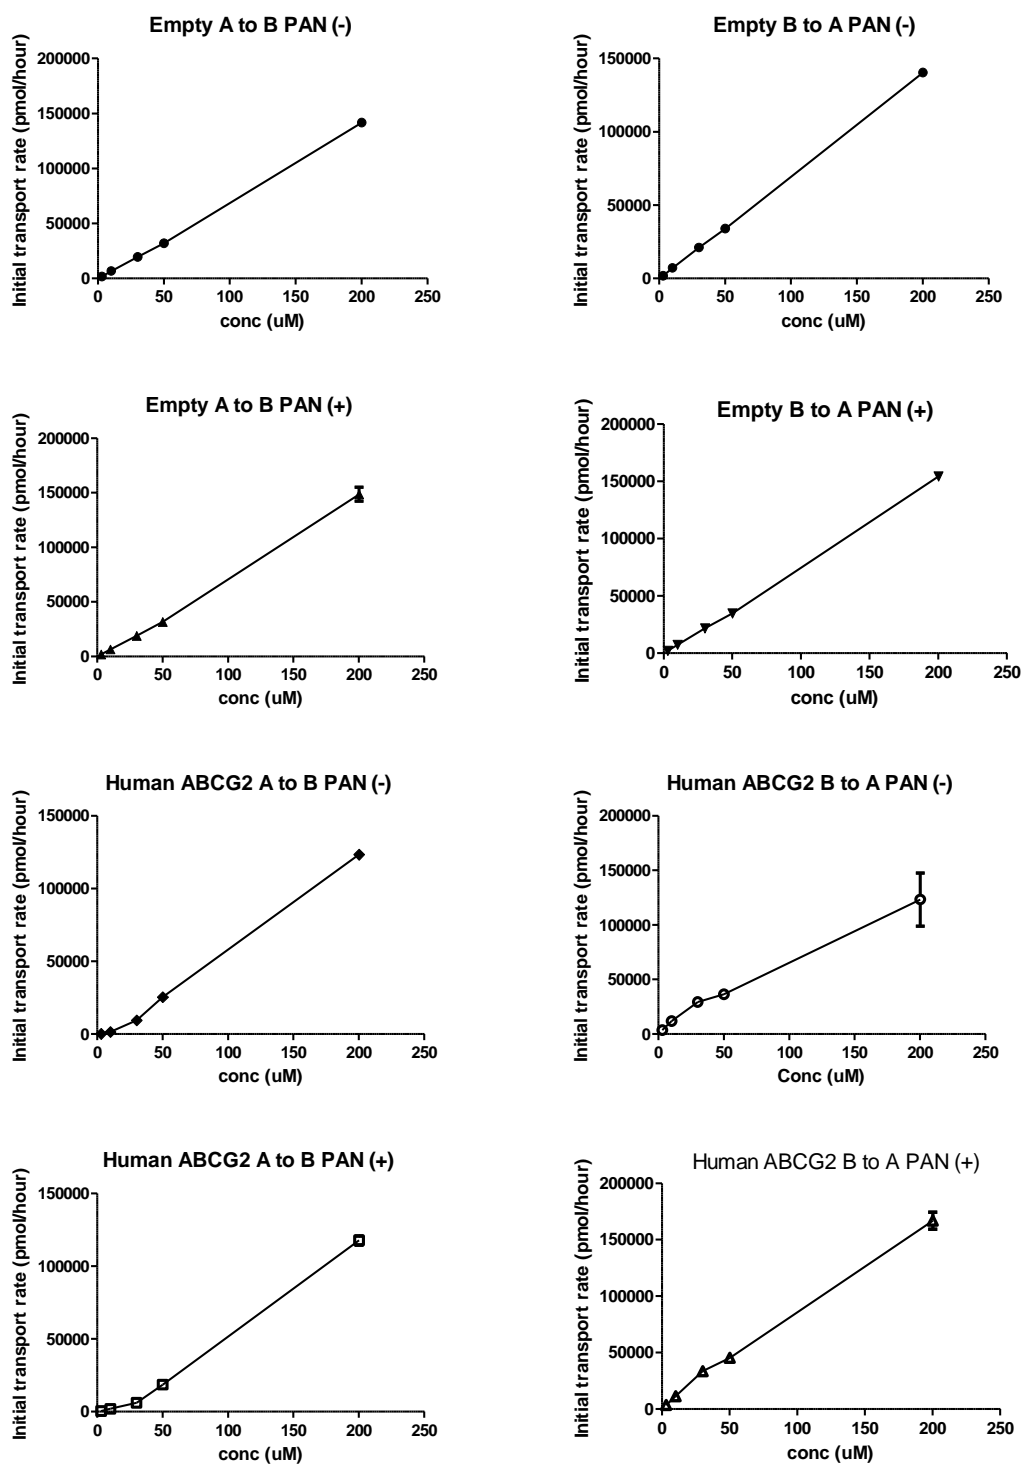 Empty A to B PAN (-)
Initial transport rate (pmol/hour)
200000
150000
100000
50000
0
0 50 100 150 200 250
conc (uM)
Empty B to A PAN (-)
Initial transport rate (pmol/hour)
150000
100000
50000
0
0 50 100 150 200 250
conc (uM)
Empty A to B PAN (+)
Initial transport rate (pmol/hour)
200000
150000
100000
50000
0
0 50 100 150 200 250
conc (uM)
Empty B to A PAN (+)
Initial transport rate (pmol/hour)
200000
150000
100000
50000
0
0 50 100 150 200 250
conc (uM)
Human ABCG2 A to B PAN (-)
Initial transport rate (pmol/hour)
150000
100000
50000
0
0 50 100 150 200 250
conc (uM)
Human ABCG2 B to A PAN (-)
Initial transport rate (pmol/hour)
200000
150000
100000
50000
0
0 50 100 150 200 250
Conc (uM)
Human ABCG2 A to B PAN (+)
Initial transport rate (pmol/hour)
150000
100000
50000
0
0 50 100 150 200 250
conc (uM)
Human ABCG2 B to A PAN (+)
Initial transport rate (pmol/hour)
200000
150000
100000
50000
0
0 50 100 150 200 250
conc (uM)